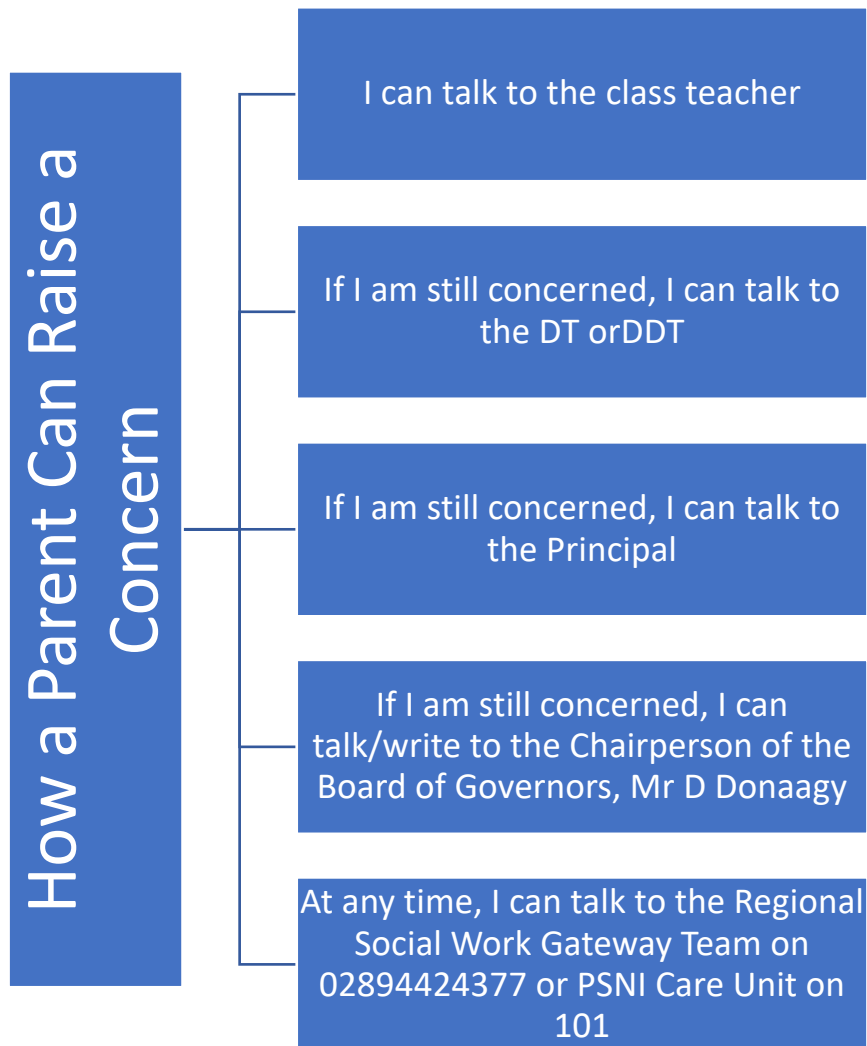 How a Parent Can Raise a
Concern
I can talk to the class teacher
If I am still concerned, I can talk to
the DT orDDT
If I am still concerned, I can talk to
the Principal
If I am still concerned, I can
talk/write to the Chairperson of the
Board of Governors, Mr D Donaagy
At any time, I can talk to the Regional
Social Work Gateway Team on
02894424377 or PSNI Care Unit on
101